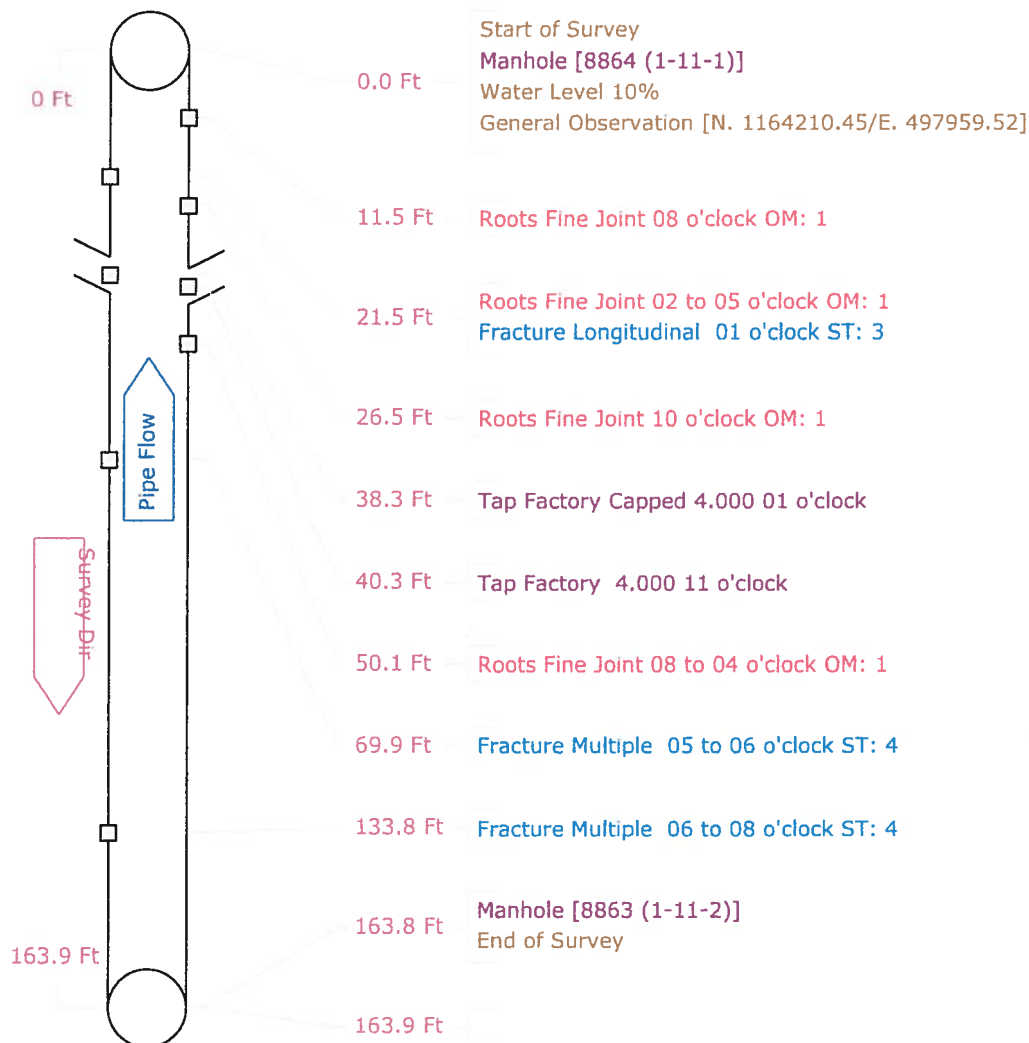 Start of Survey
0.0 Ft
Manhole [8864 (1-11-1)]
Water Level 10%
General Observation [N. 1164210.45/E. 497959.52]
0 Ft
11.5 Ft
Roots Fine Joint 08 o'clock OM: 1
21.5 Ft
Roots Fine Joint 02 to 05 o'clock OM: 1
Fracture Longitudinal  01 o'clock ST: 3
26.5 Ft
Roots Fine Joint 10 o'clock OM: 1
Pipe Flow
38.3 Ft
Tap Factory Capped 4.000 01 o'clock
40.3 Ft
Tap Factory  4.000 11 o'clock
Survey Dir
50.1 Ft
Roots Fine Joint 08 to 04 o'clock OM: 1
69.9 Ft
Fracture Multiple  05 to 06 o'clock ST: 4
133.8 Ft
Fracture Multiple  06 to 08 o'clock ST: 4
163.8 Ft
Manhole [8863 (1-11-2)]
End of Survey
163.9 Ft
163.9 Ft